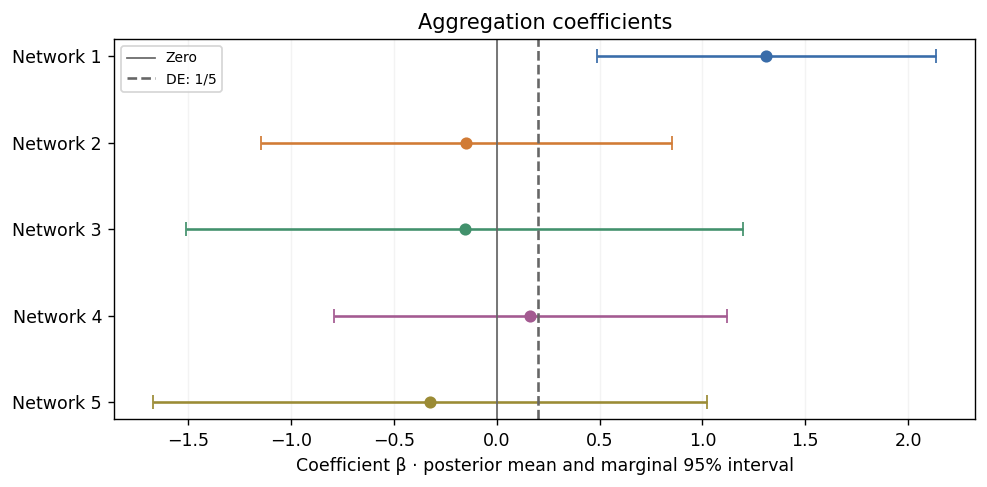 Aggregation coefficients
Zero
DE: 1/5
Network 1
Network 2
Network 3
Network 4
Network 5
−1.5 −1.0 −0.5 0.0 0.5 1.0 1.5 2.0
Coefficient β · posterior mean and marginal 95% interval